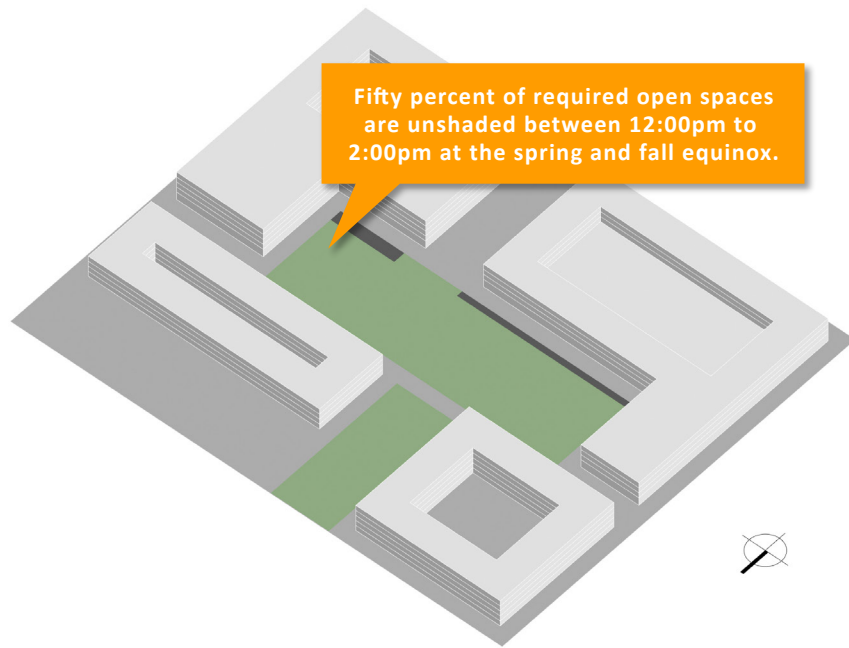 Fifty percent of required open spaces
are unshaded between 12:00pm to
2:00pm at the spring and fall equinox.